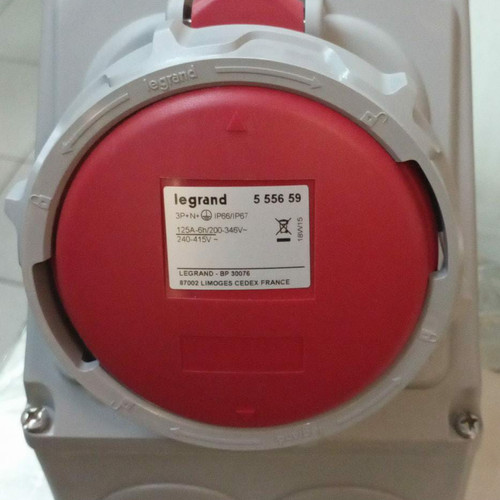 legrand
legrand 5 556 59
3P+N+⏚ IP66/IP67
125A-6h/200-346V~
240-415V~
18W15
LEGRAND - BP 30076
87002 LIMOGES CEDEX FRANCE